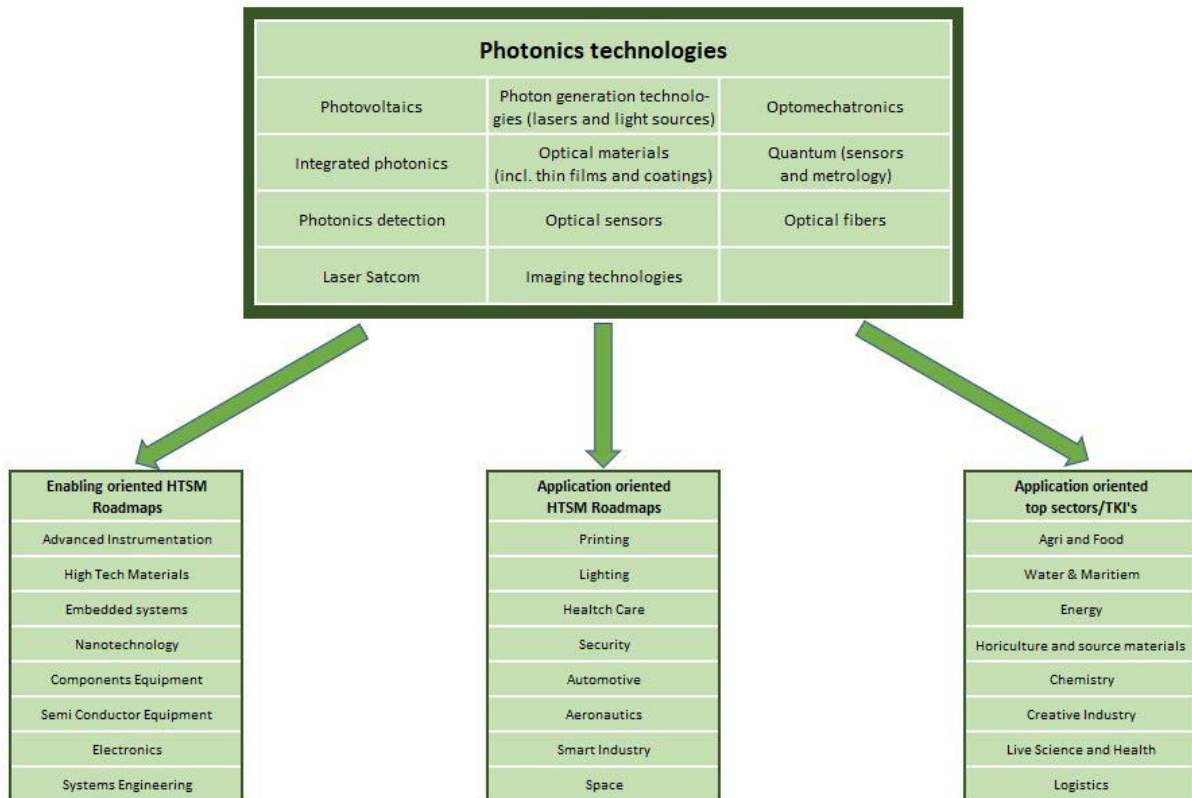 Photonics technologies
Photovoltaics
Photon generation technolo-
gies (lasers and light sources)
Optomechatronics
Integrated photonics
Optical materials
(incl. thin films and coatings)
Quantum (sensors
and metrology)
Photonics detection
Optical sensors
Optical fibers
Laser Satcom
Imaging technologies
Enabling oriented HTSM
Roadmaps
Advanced Instrumentation
High Tech Materials
Embedded systems
Nanotechnology
Components Equipment
Semi Conductor Equipment
Electronics
Systems Engineering
Application oriented
HTSM Roadmaps
Printing
Lighting
Healtch Care
Security
Automotive
Aeronautics
Smart Industry
Space
Application oriented
top sectors/TKI's
Agri and Food
Water & Maritiem
Energy
Horiculture and source materials
Chemistry
Creative Industry
Live Science and Health
Logistics